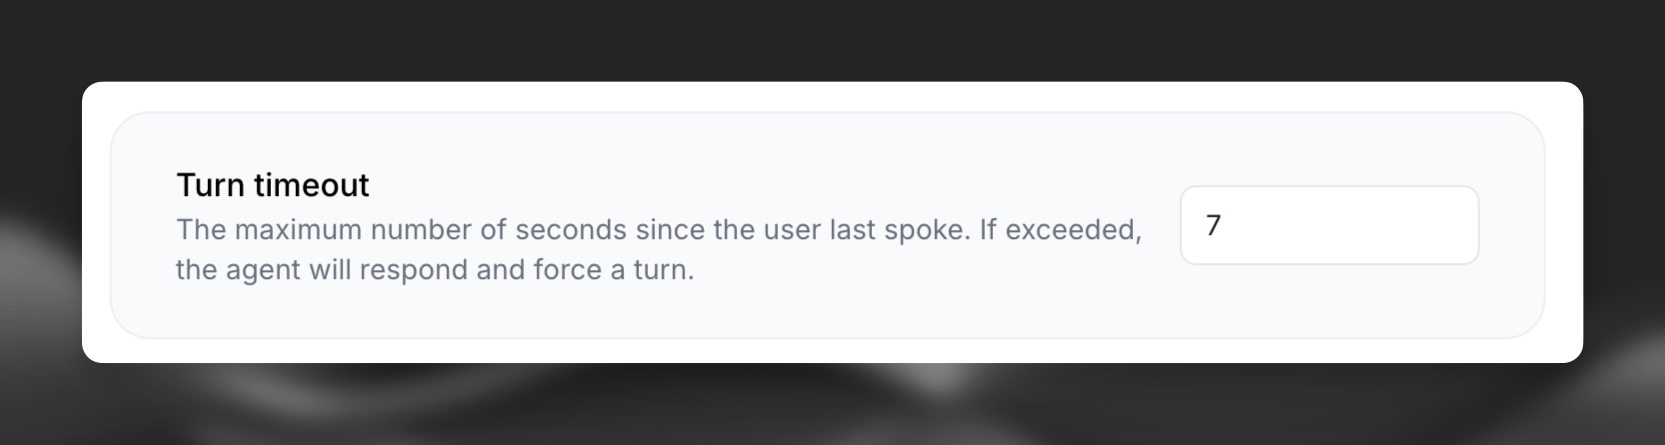 Turn timeout
The maximum number of seconds since the user last spoke. If exceeded,
the agent will respond and force a turn.
7